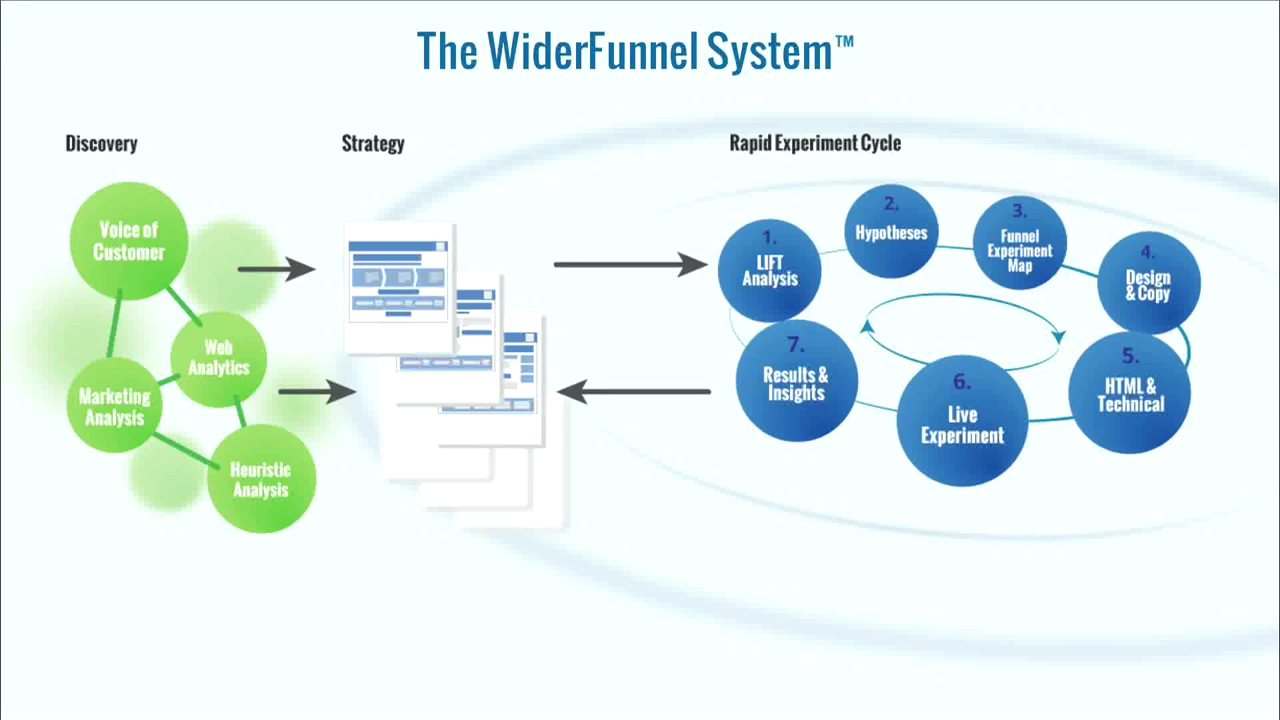 The WiderFunnel System™
Discovery
Strategy
Rapid Experiment Cycle
Voice of
Customer
Web
Analytics
Marketing
Analysis
Heuristic
Analysis
1.
LIFT
Analysis
2.
Hypotheses
3.
Funnel
Experiment
Map
4.
Design
& Copy
5.
HTML &
Technical
6.
Live
Experiment
7.
Results &
Insights